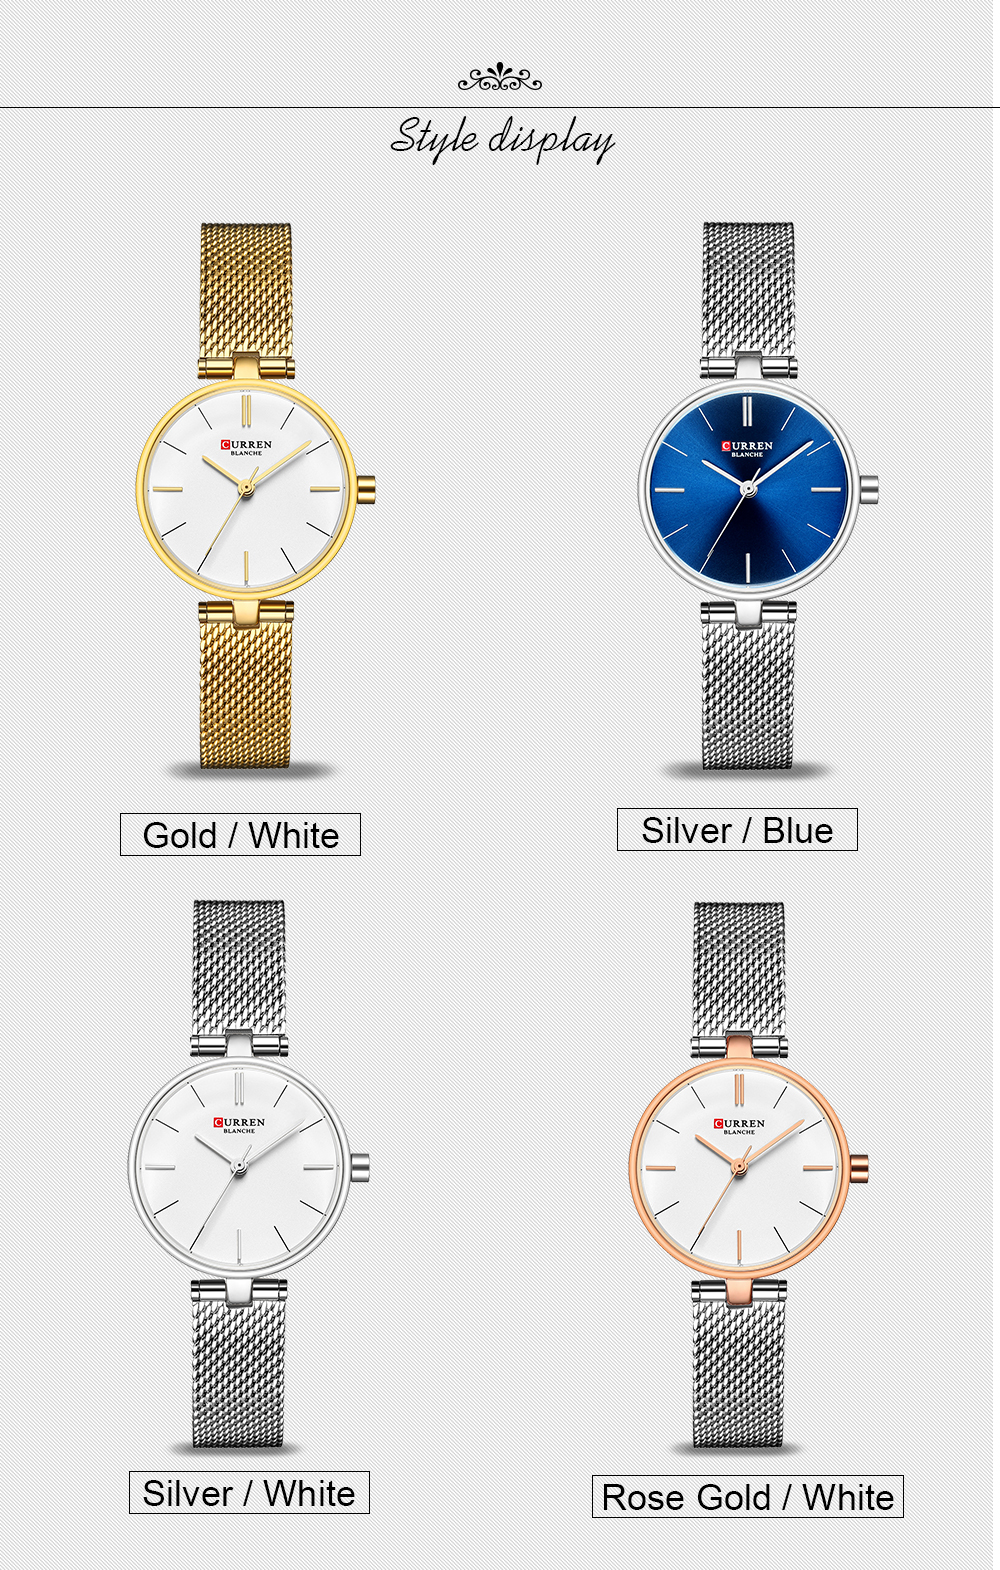 Style display
CURREN
BLANCHE
CURREN
BLANCHE
Gold / White
Silver / Blue
CURREN
BLANCHE
CURREN
BLANCHE
Silver / White
Rose Gold / White